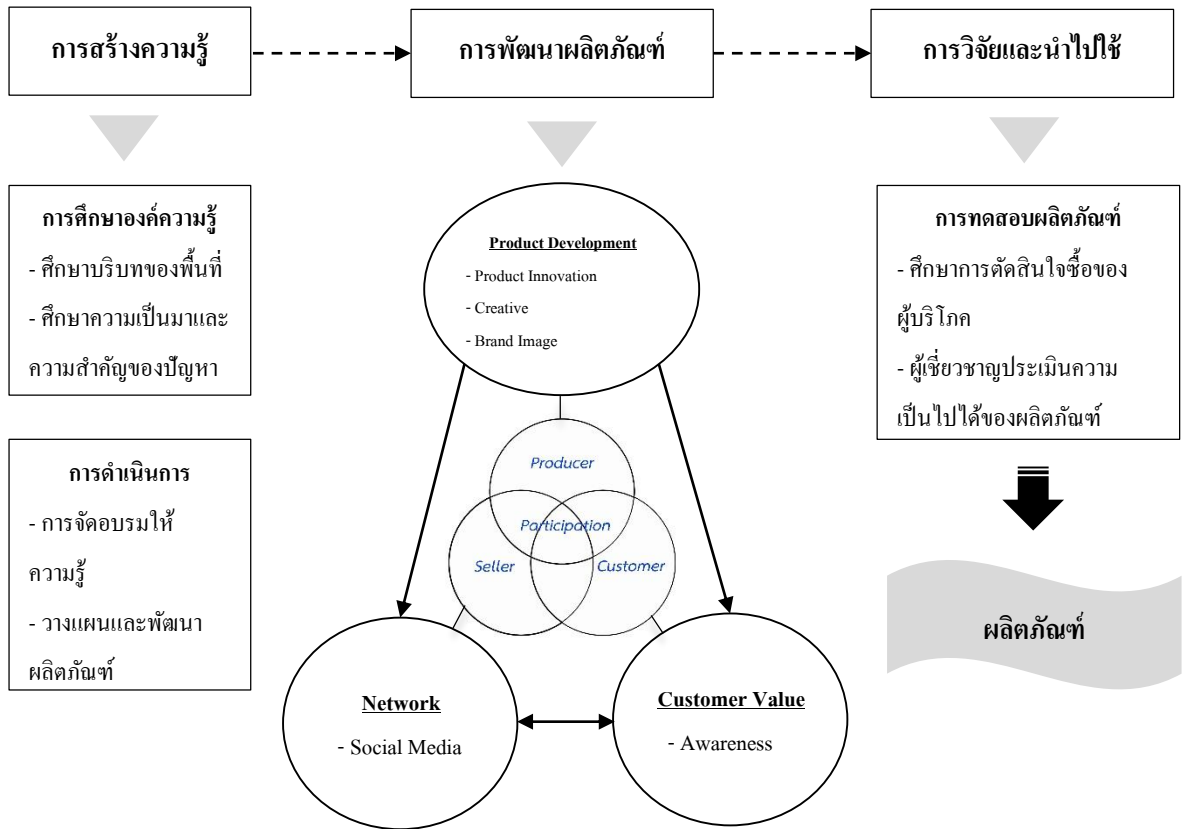 การสร้างความรู้
การพัฒนาผลิตภัณฑ์
การวิจัยและนำไปใช้
การศึกษาองค์ความรู้
- ศึกษาบริบทของพื้นที่
- ศึกษาความเป็นมาและ
ความสำคัญของปัญหา
การดำเนินการ
- การจัดอบรมให้
ความรู้
- วางแผนและพัฒนา
ผลิตภัณฑ์
Product Development
- Product Innovation
- Creative
- Brand Image
Producer
Participation
Seller
Customer
Network
- Social Media
Customer Value
- Awareness
การทดสอบผลิตภัณฑ์
- ศึกษาการตัดสินใจซื้อของ
ผู้บริโภค
- ผู้เชี่ยวชาญประเมินความ
เป็นไปได้ของผลิตภัณฑ์
ผลิตภัณฑ์